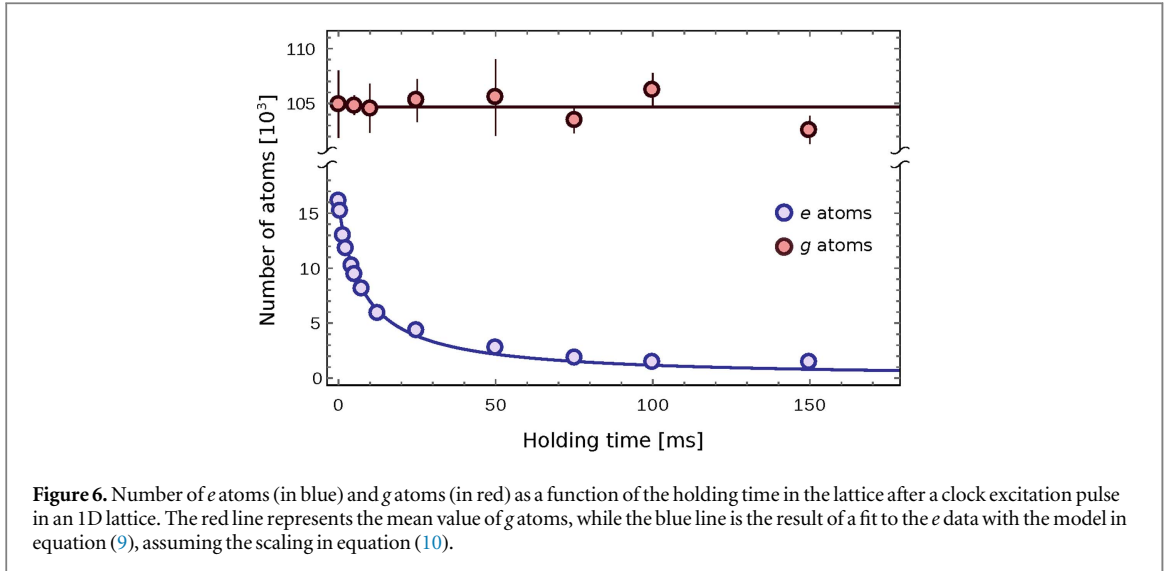 110
105
15
10
5
0
Number of atoms [10³]
e atoms
g atoms
0 50 100 150
Holding time [ms]
Figure 6. Number of e atoms (in blue) and g atoms (in red) as a function of the holding time in the lattice after a clock excitation pulse
in an 1D lattice. The red line represents the mean value of g atoms, while the blue line is the result of a fit to the e data with the model in
equation (9), assuming the scaling in equation (10).